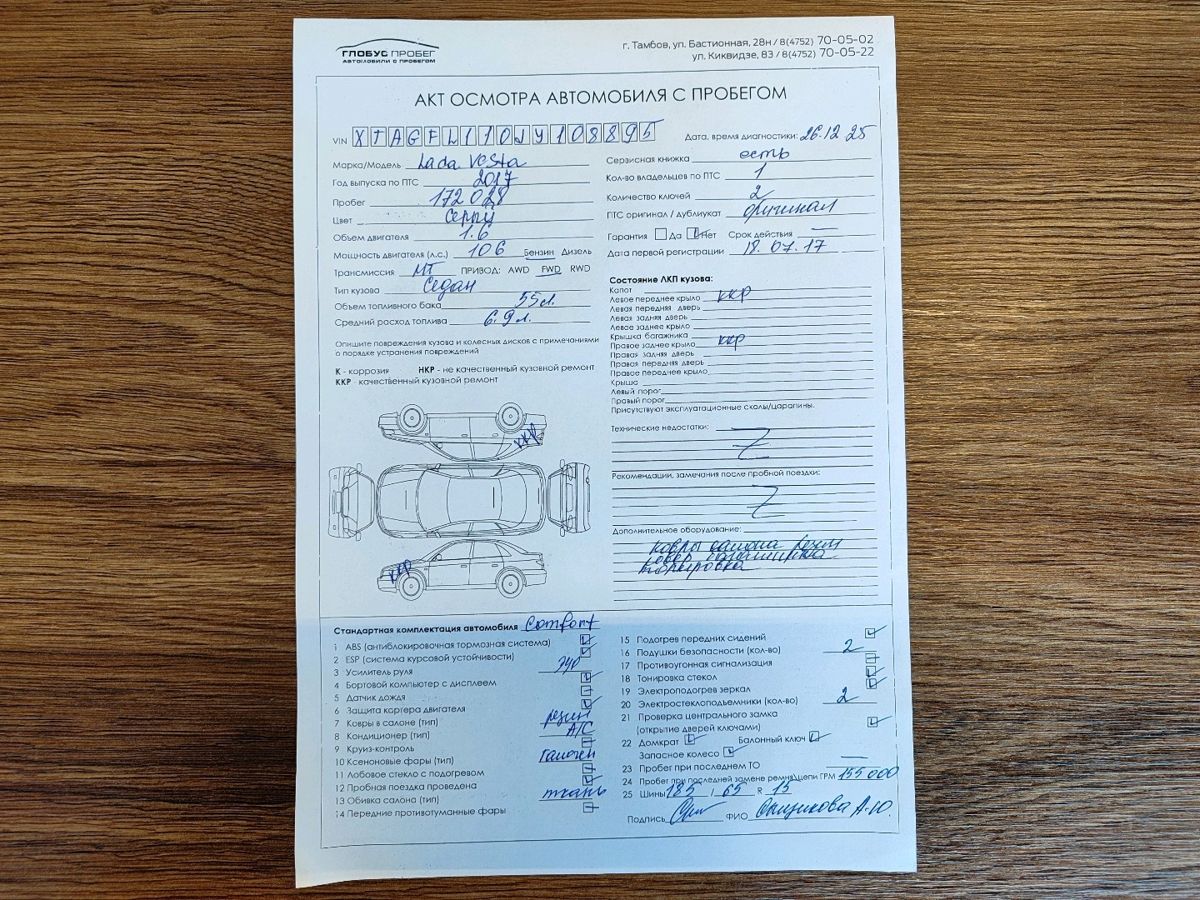 ГЛОБУС ПРОБЕГ
АВТОМОБИЛИ С ПРОБЕГОМ
г. Тамбов, ул. Бастионная, 28н / 8(4752) 70-05-02
ул. Киквидзе, 83 / 8(4752) 70-05-22
АКТ ОСМОТРА АВТОМОБИЛЯ С ПРОБЕГОМ
VIN XTAGFL110JY108895
Дата, время диагностики: 26.12 25
Марка/Модель Lada Vesta
Год выпуска по ПТС 2017
Пробег 172 028
Цвет Серый
Объем двигателя 1.6
Мощность двигателя (л.с.) 106 Бензин Дизель
Трансмиссия МТ ПРИВОД: AWD FWD RWD
Тип кузова Седан
Объем топливного бака 55л.
Средний расход топлива 6.9 л.
Сервисная книжка есть
Кол-во владельцев по ПТС 1
Количество ключей 2
ПТС оригинал / дубликат оригинал
Гарантия Да Нет Срок действия —
Дата первой регистрации 18.07.17
Опишите повреждения кузова и колесных дисков с примечаниями
о порядке устранения повреждений
К - коррозия НКР - не качественный кузовной ремонт
ККР - качественный кузовной ремонт
ККР
ККР
Состояние ЛКП кузова:
Капот
Левое переднее крыло ККР
Левая передняя дверь
Левая задняя дверь
Левое заднее крыло
Крышка багажника
Правое заднее крыло ККР
Правая задняя дверь
Правая передняя дверь
Правое переднее крыло
Крыша
Левый порог
Правый порог
Присутствуют эксплуатационные сколы/царапины.
Технические недостатки:
Рекомендации, замечания после пробной поездки:
Дополнительное оборудование:
ковры салона резин
ковер багажника
тонировка
Стандартная комплектация автомобиля Comfort
1 ABS (антиблокировочная тормозная система)
2 ESP (система курсовой устойчивости)
3 Усилитель руля ЭУР
4 Бортовой компьютер с дисплеем
5 Датчик дождя
6 Защита картера двигателя
7 Ковры в салоне (тип) резин
8 Кондиционер (тип) A/C
9 Круиз-контроль
10 Ксеноновые фары (тип) галоген
11 Лобовое стекло с подогревом
12 Пробная поездка проведена
13 Обивка салона (тип) ткань
14 Передние противотуманные фары
15 Подогрев передних сидений
16 Подушки безопасности (кол-во) 2
17 Противоугонная сигнализация
18 Тонировка стекол
19 Электроподогрев зеркал
20 Электростеклоподъемники (кол-во) 2
21 Проверка центрального замка
(открытие дверей ключами)
22 Домкрат Балонный ключ
Запасное колесо
23 Пробег при последнем ТО —
24 Пробег при последней замене ремня/цепи ГРМ 155 000
25 Шины 185 / 65 R 15
Подпись ФИО А.Ю.